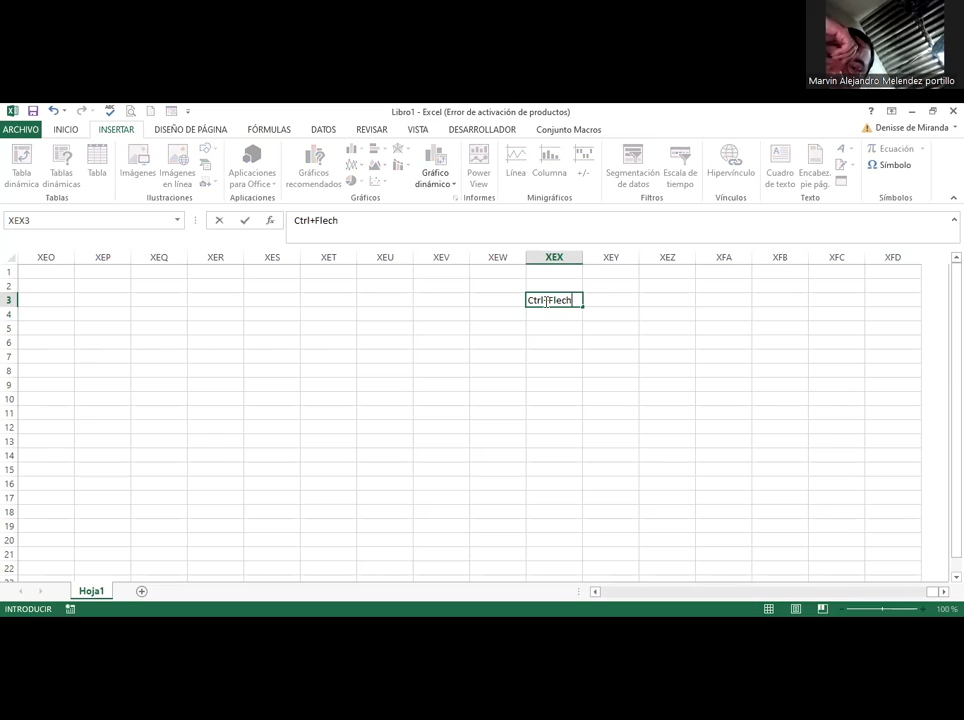 Marvin Alejandro Melendez portillo
Libro1 - Excel (Error de activación de productos)
ARCHIVO INICIO INSERTAR DISEÑO DE PÁGINA FÓRMULAS DATOS REVISAR VISTA DESARROLLADOR Conjunto Macros Denisse de Miranda
Tabla dinámica
Tablas dinámicas
Tabla
Imágenes
Imágenes en línea
Aplicaciones para Office
Gráficos recomendados
Gráfico dinámico
Power View
Línea
Columna
+/-
Segmentación de datos
Escala de tiempo
Hipervínculo
Cuadro de texto
Encabez. pie pág.
Ecuación
Símbolo
Tablas Ilustraciones Aplicaciones Gráficos Informes Minigráficos Filtros Vínculos Texto Símbolos
XEX3 fx Ctrl+Flech
XEO XEP XEQ XER XES XET XEU XEV XEW XEX XEY XEZ XFA XFB XFC XFD
1
2
3 Ctrl+Flech
4
5
6
7
8
9
10
11
12
13
14
15
16
17
18
19
20
21
22
Hoja1
INTRODUCIR 100 %